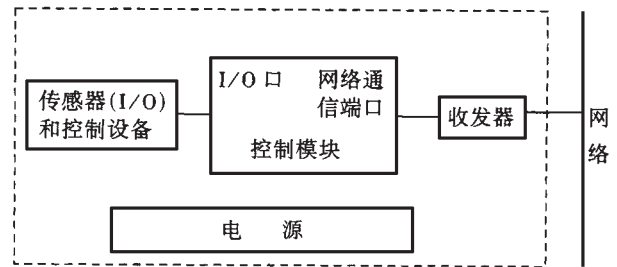 传感器(I/O)
和控制设备
I/O 口 网络通
信端口
控制模块
收发器
网
络
电 源